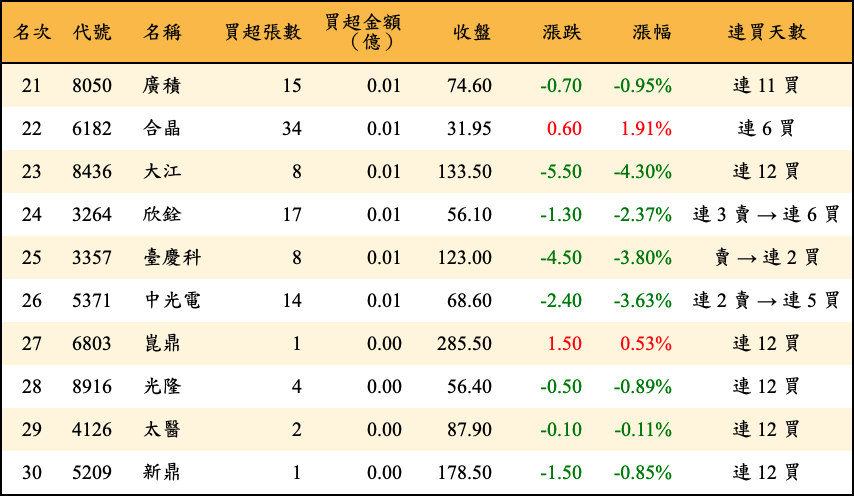 名次 代號 名稱 買超張數 買超金額（億） 收盤 漲跌 漲幅 連買天數
21 8050 廣積 15 0.01 74.60 -0.70 -0.95% 連 11 買
22 6182 合晶 34 0.01 31.95 0.60 1.91% 連 6 買
23 8436 大江 8 0.01 133.50 -5.50 -4.30% 連 12 買
24 3264 欣銓 17 0.01 56.10 -1.30 -2.37% 連 3 賣 → 連 6 買
25 3357 臺慶科 8 0.01 123.00 -4.50 -3.80% 賣 → 連 2 買
26 5371 中光電 14 0.01 68.60 -2.40 -3.63% 連 2 賣 → 連 5 買
27 6803 崑鼎 1 0.00 285.50 1.50 0.53% 連 12 買
28 8916 光隆 4 0.00 56.40 -0.50 -0.89% 連 12 買
29 4126 太醫 2 0.00 87.90 -0.10 -0.11% 連 12 買
30 5209 新鼎 1 0.00 178.50 -1.50 -0.85% 連 12 買